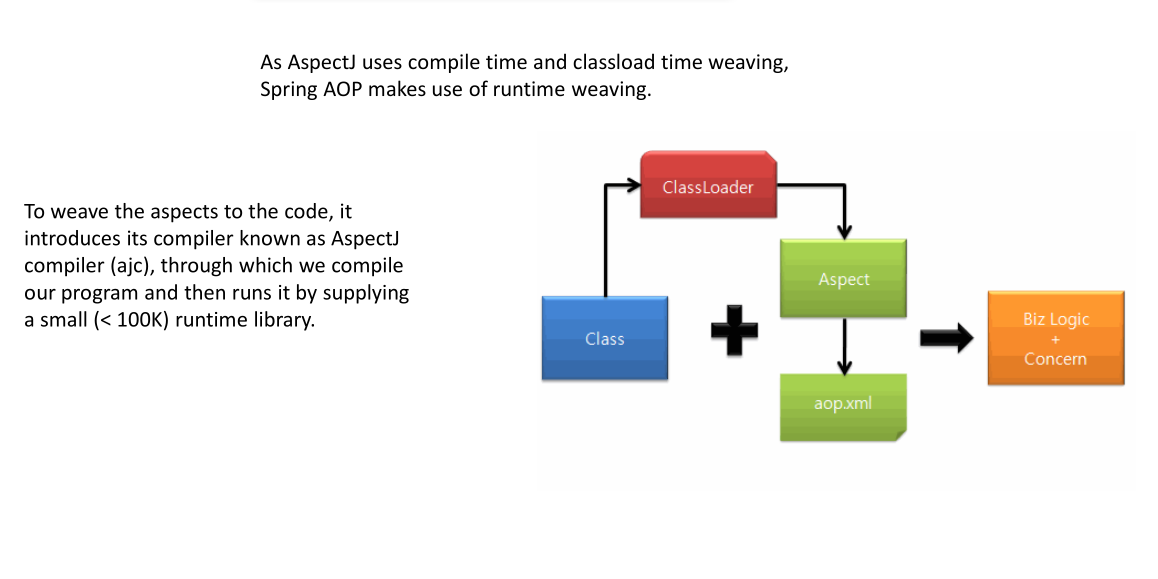 As AspectJ uses compile time and classload time weaving,
Spring AOP makes use of runtime weaving.
To weave the aspects to the code, it
introduces its compiler known as AspectJ
compiler (ajc), through which we compile
our program and then runs it by supplying
a small (< 100K) runtime library.
ClassLoader
Aspect
Class
Biz Logic
+
Concern
aop.xml